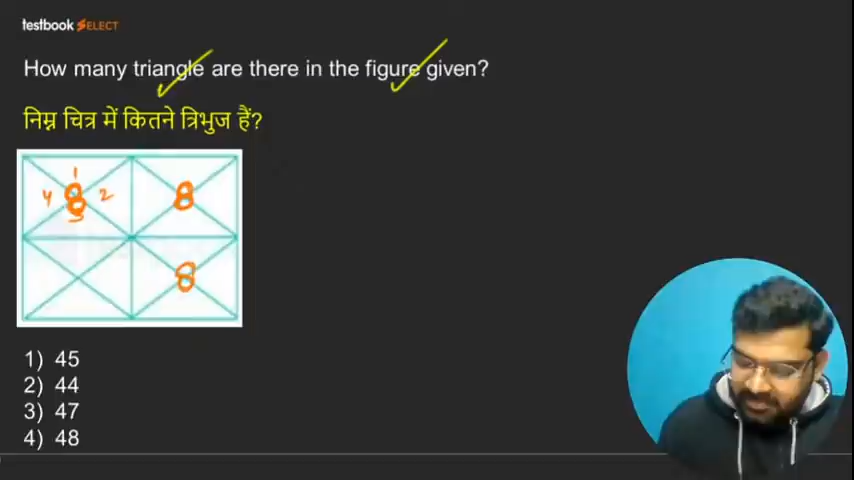 testbook SELECT
How many triangle are there in the figure given?
निम्न चित्र में कितने त्रिभुज हैं?
1
4 8 2 8
3
8
1) 45
2) 44
3) 47
4) 48